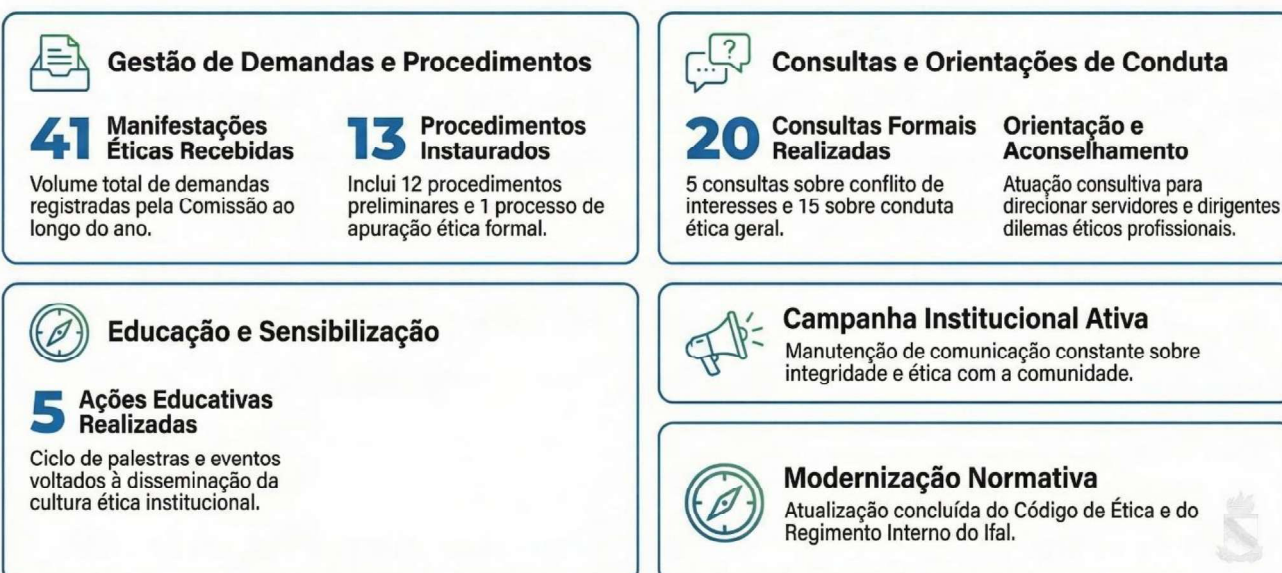 Gestão de Demandas e Procedimentos
41 Manifestações
Éticas Recebidas
Volume total de demandas
registradas pela Comissão ao
longo do ano.
13 Procedimentos
Instaurados
Inclui 12 procedimentos
preliminares e 1 processo de
apuração ética formal.
?
...
Consultas e Orientações de Conduta
20 Consultas Formais
Realizadas
5 consultas sobre conflito de
interesses e 15 sobre conduta
ética geral.
Orientação e
Aconselhamento
Atuação consultiva para
direcionar servidores e dirigentes
dilemas éticos profissionais.
Educação e Sensibilização
5 Ações Educativas
Realizadas
Ciclo de palestras e eventos
voltados à disseminação da
cultura ética institucional.
Campanha Institucional Ativa
Manutenção de comunicação constante sobre
integridade e ética com a comunidade.
Modernização Normativa
Atualização concluída do Código de Ética e do
Regimento Interno do Ifal.